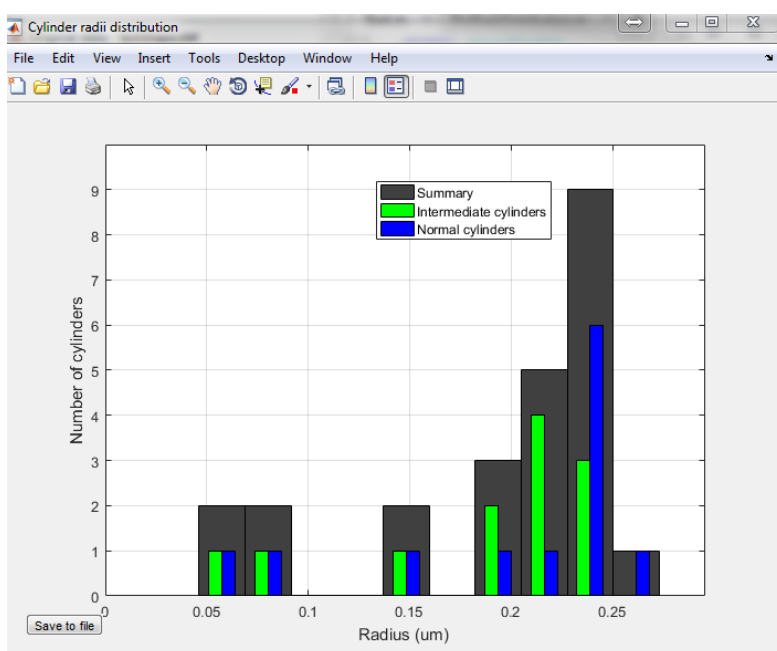 Cylinder radii distribution
File Edit View Insert Tools Desktop Window Help
9
8
7
6
5
4
3
2
1
0
Number of cylinders
Summary
Intermediate cylinders
Normal cylinders
0 0.05 0.1 0.15 0.2 0.25
Radius (um)
Save to file